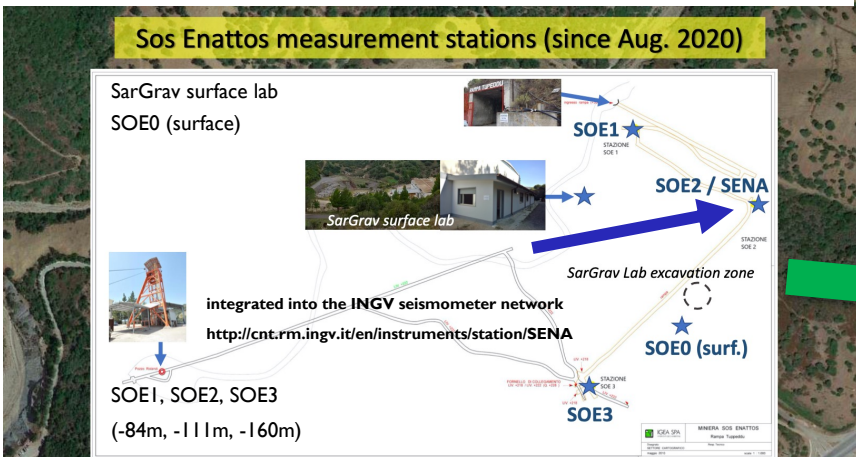 Sos Enattos measurement stations (since Aug. 2020)
SarGrav surface lab
SOE0 (surface)
RAMPA TUPEDDU
SOE1
STAZIONE
SOE 1
SOE2 / SENA
STAZIONE
SOE 2
SarGrav surface lab
SarGrav Lab excavation zone
integrated into the INGV seismometer network
http://cnt.rm.ingv.it/en/instruments/station/SENA
SOE0 (surf.)
STAZIONE
SOE 3
SOE3
SOE1, SOE2, SOE3
(-84m, -111m, -160m)
IGEA SPA
MINIERA SOS ENATTOS
Rampa Tupeddu